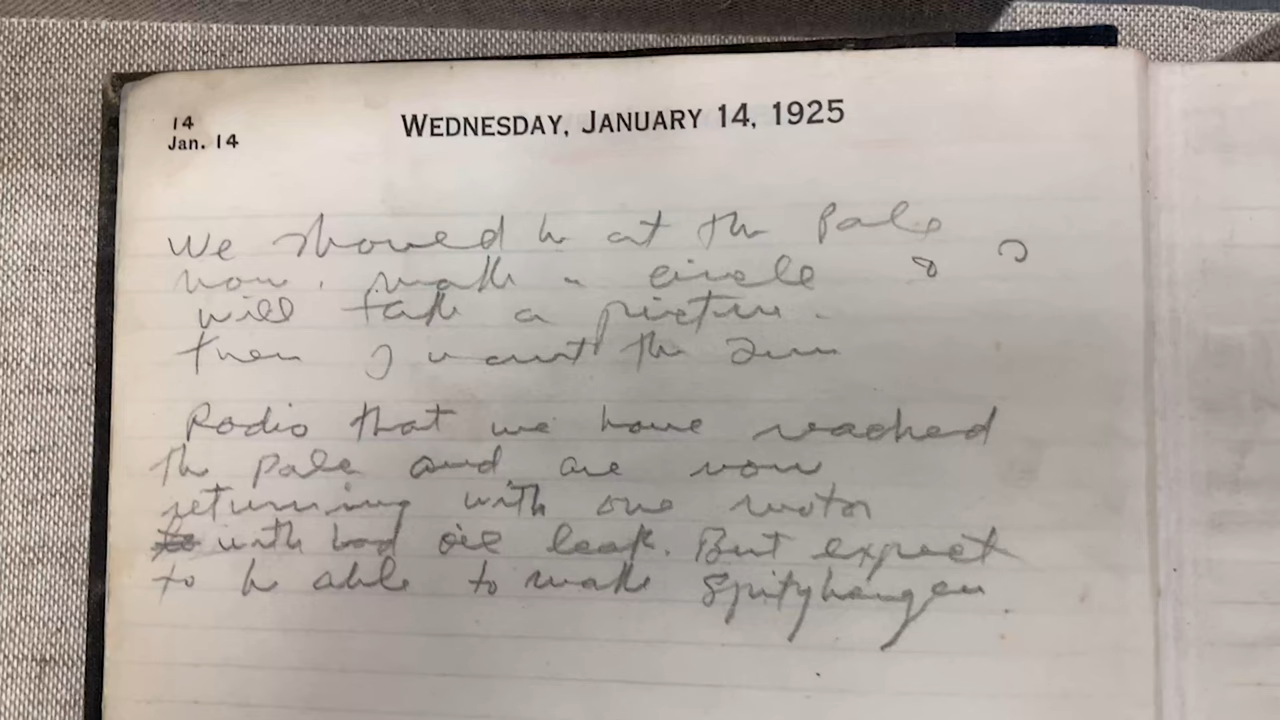 14
Jan. 14
WEDNESDAY, JANUARY 14, 1925
We should be at the Pole
now. make a circle & I
will take a picture.
Then I want the Sun
Radio that we have reached
the pole and are now
returning with one motor
with bad oil leak. But expect
to be able to make Spitzbergen